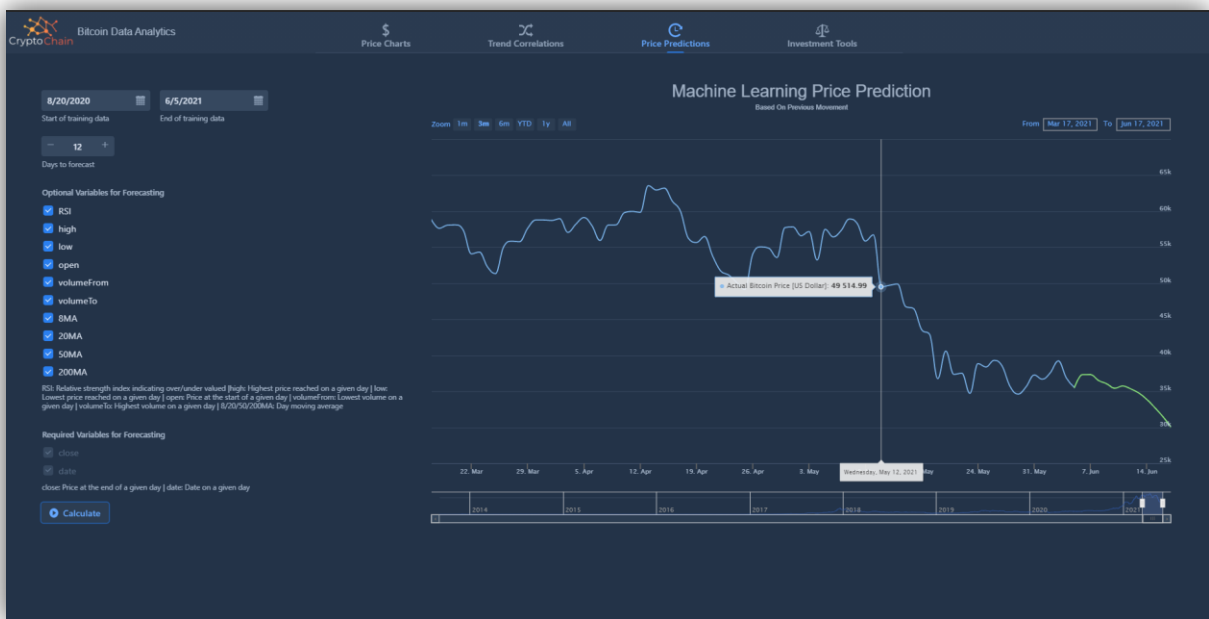 CryptoChain
Bitcoin Data Analytics
Price Charts
Trend Correlations
Price Predictions
Investment Tools
8/20/2020
6/5/2021
Start of training data
End of training data
− 12 +
Days to forecast
Optional Variables for Forecasting
RSI
high
low
open
volumeFrom
volumeTo
8MA
20MA
50MA
200MA
RSI: Relative strength index indicating over/under valued |high: Highest price reached on a given day | low:
Lowest price reached on a given day | open: Price at the start of a given day | volumeFrom: Lowest volume on a
given day | volumeTo: Highest volume on a given day | 8/20/50/200MA: Day moving average
Required Variables for Forecasting
close
date
close: Price at the end of a given day | date: Date on a given day
Calculate
Machine Learning Price Prediction
Based On Previous Movement
Zoom 1m 3m 6m YTD 1y All
From Mar 17, 2021 To Jun 17, 2021
65k
60k
55k
50k
45k
40k
35k
30k
25k
Actual Bitcoin Price [US Dollar]: 49 514.99
22. Mar 29. Mar 5. Apr 12. Apr 19. Apr 26. Apr 3. May Wednesday, May 12, 2021 May 24. May 31. May 7. Jun 14. Jun
2014 2015 2016 2017 2018 2019 2020 2021